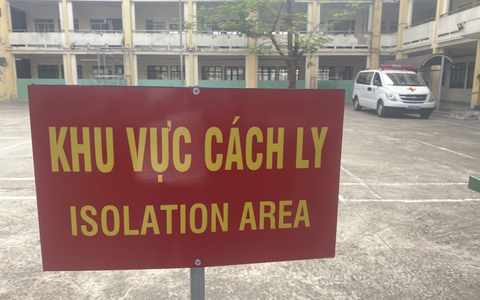 KHU VỰC CÁCH LY
ISOLATION AREA